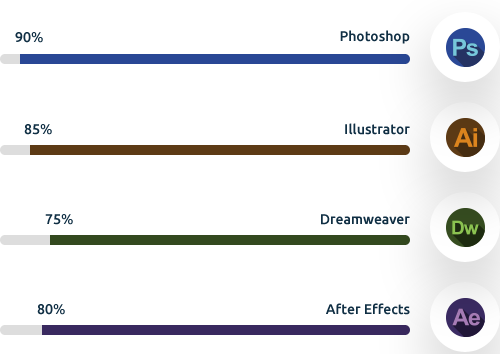 90% Photoshop Ps
85% Illustrator Ai
75% Dreamweaver Dw
80% After Effects Ae